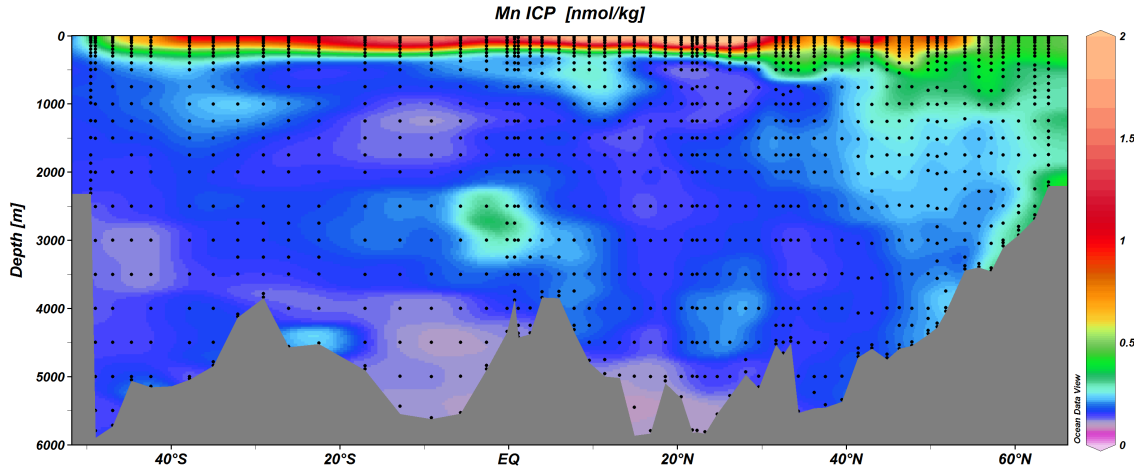 Mn ICP [nmol/kg]
0
1000
2000
3000
4000
5000
6000
Depth [m]
40°S
20°S
EQ
20°N
40°N
60°N
2
1.5
1
0.5
0
Ocean Data View